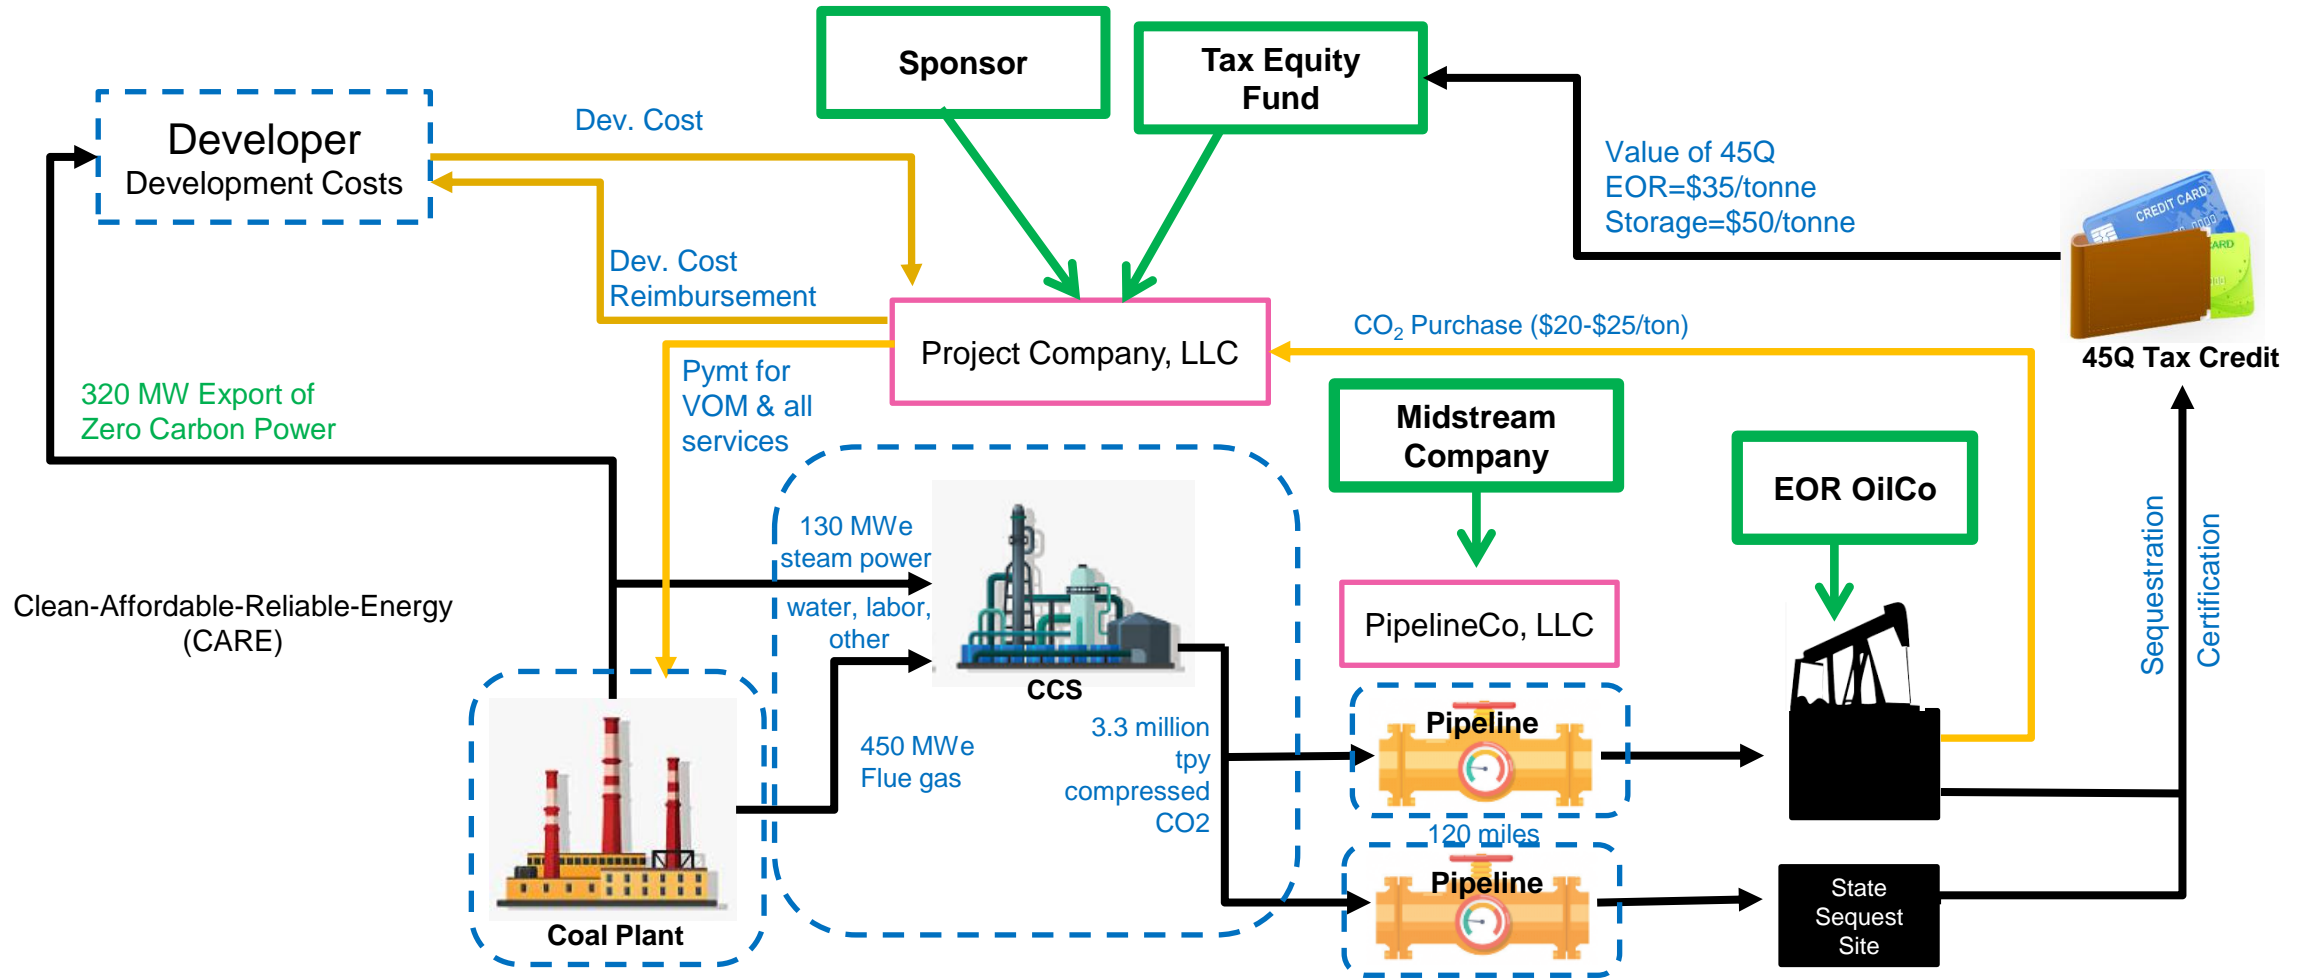 Sponsor
Tax Equity
Fund
Developer
Development Costs
Dev. Cost
Value of 45Q
EOR=$35/tonne
Storage=$50/tonne
CREDIT CARD
ARD
Dev. Cost
Reimbursement
Project Company, LLC
CO₂ Purchase ($20-$25/ton)
45Q Tax Credit
320 MW Export of
Zero Carbon Power
Pymt for
VOM & all
services
Midstream
Company
EOR OilCo
130 MWe
steam power
water, labor,
other
Clean-Affordable-Reliable-Energy
(CARE)
PipelineCo, LLC
Sequestration
Certification
CCS
450 MWe
Flue gas
3.3 million
tpy
compressed
CO2
Pipeline
120 miles
Pipeline
State
Sequest
Site
Coal Plant